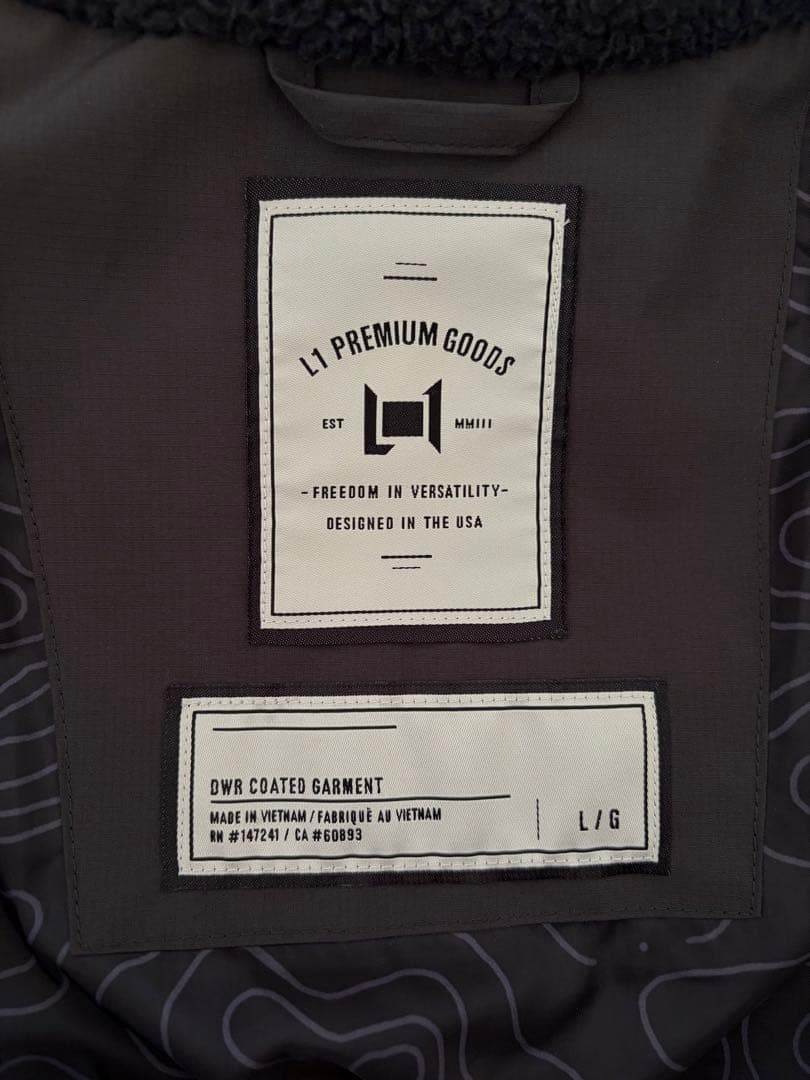 L1 PREMIUM GOODS
EST MMIII
-FREEDOM IN VERSATILITY-
DESIGNED IN THE USA
DWR COATED GARMENT
MADE IN VIETNAM / FABRIQUÈ AU VIETNAM
RN #147241 / CA #60893
L / G